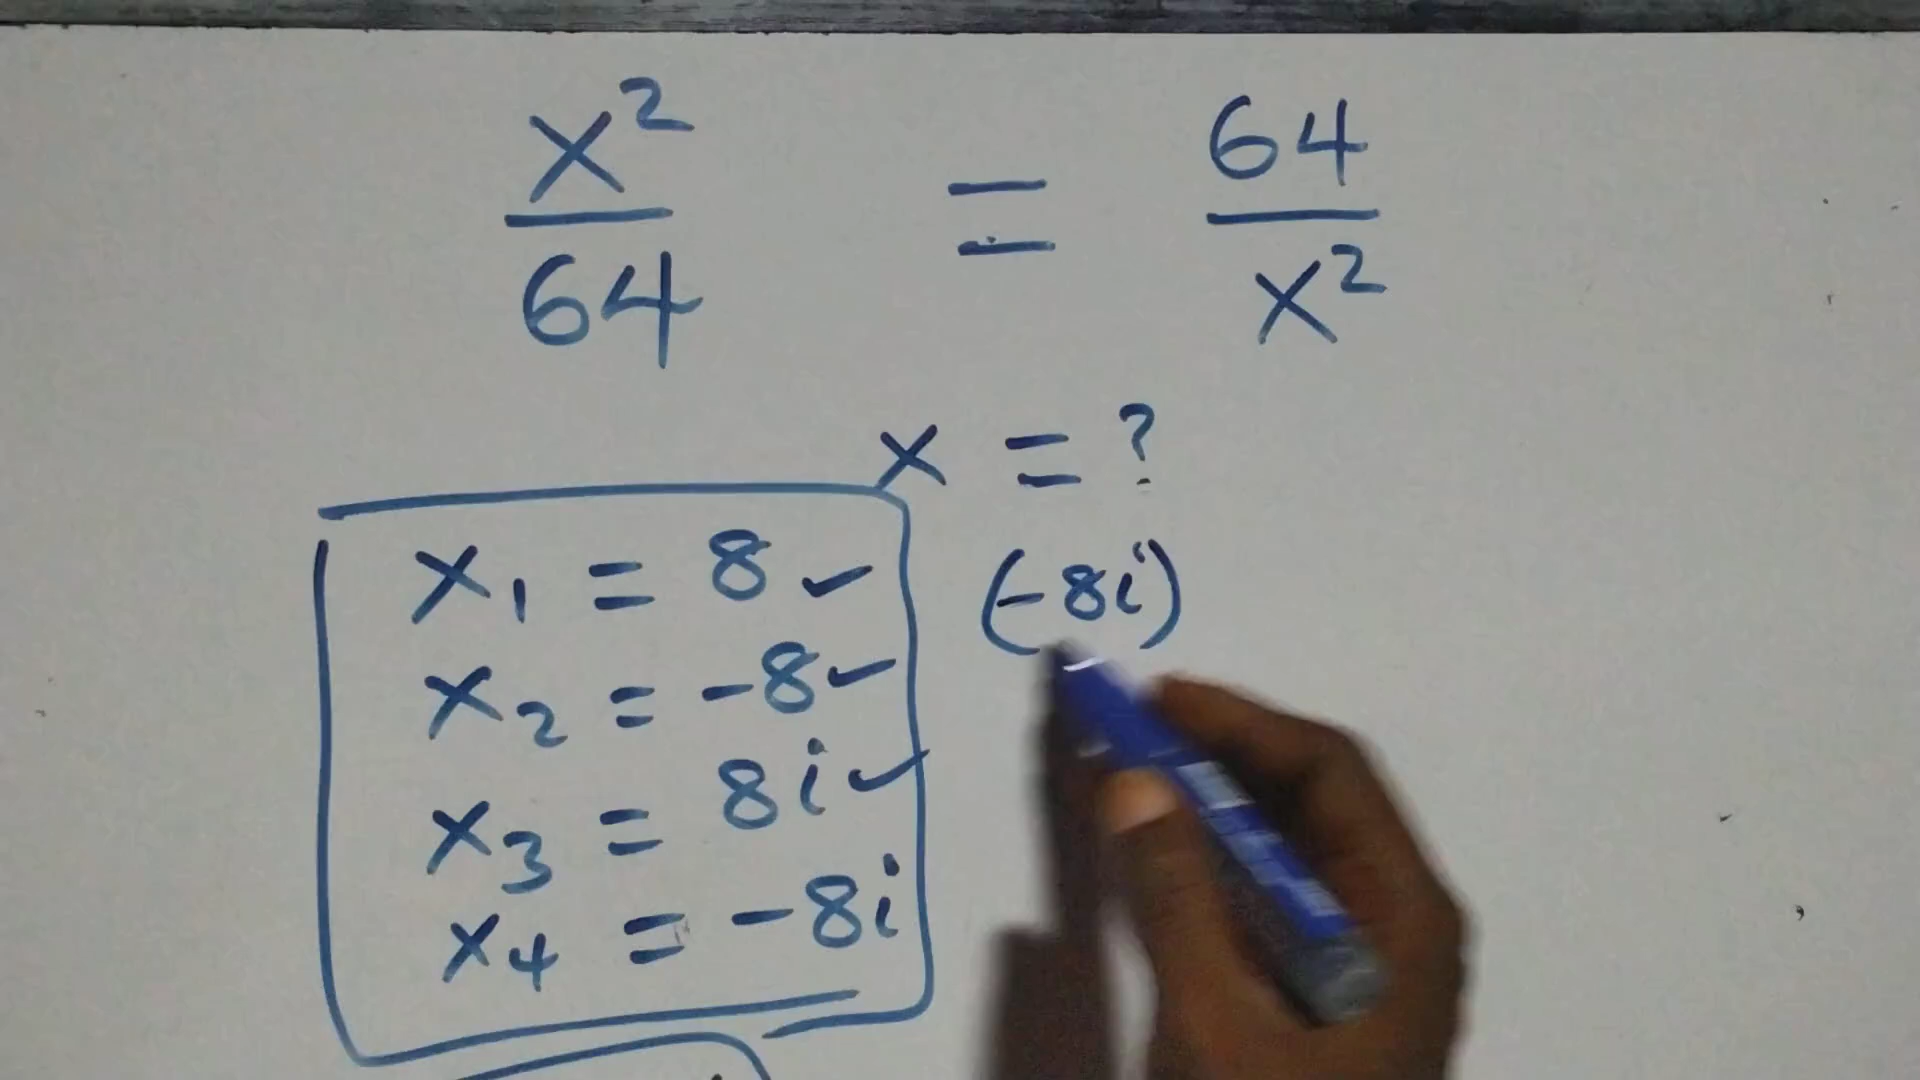 x²/64 = 64/x²
x = ?
x₁ = 8 ✓
(-8i)
x₂ = -8 ✓
x₃ = 8i ✓
x₄ = -8i